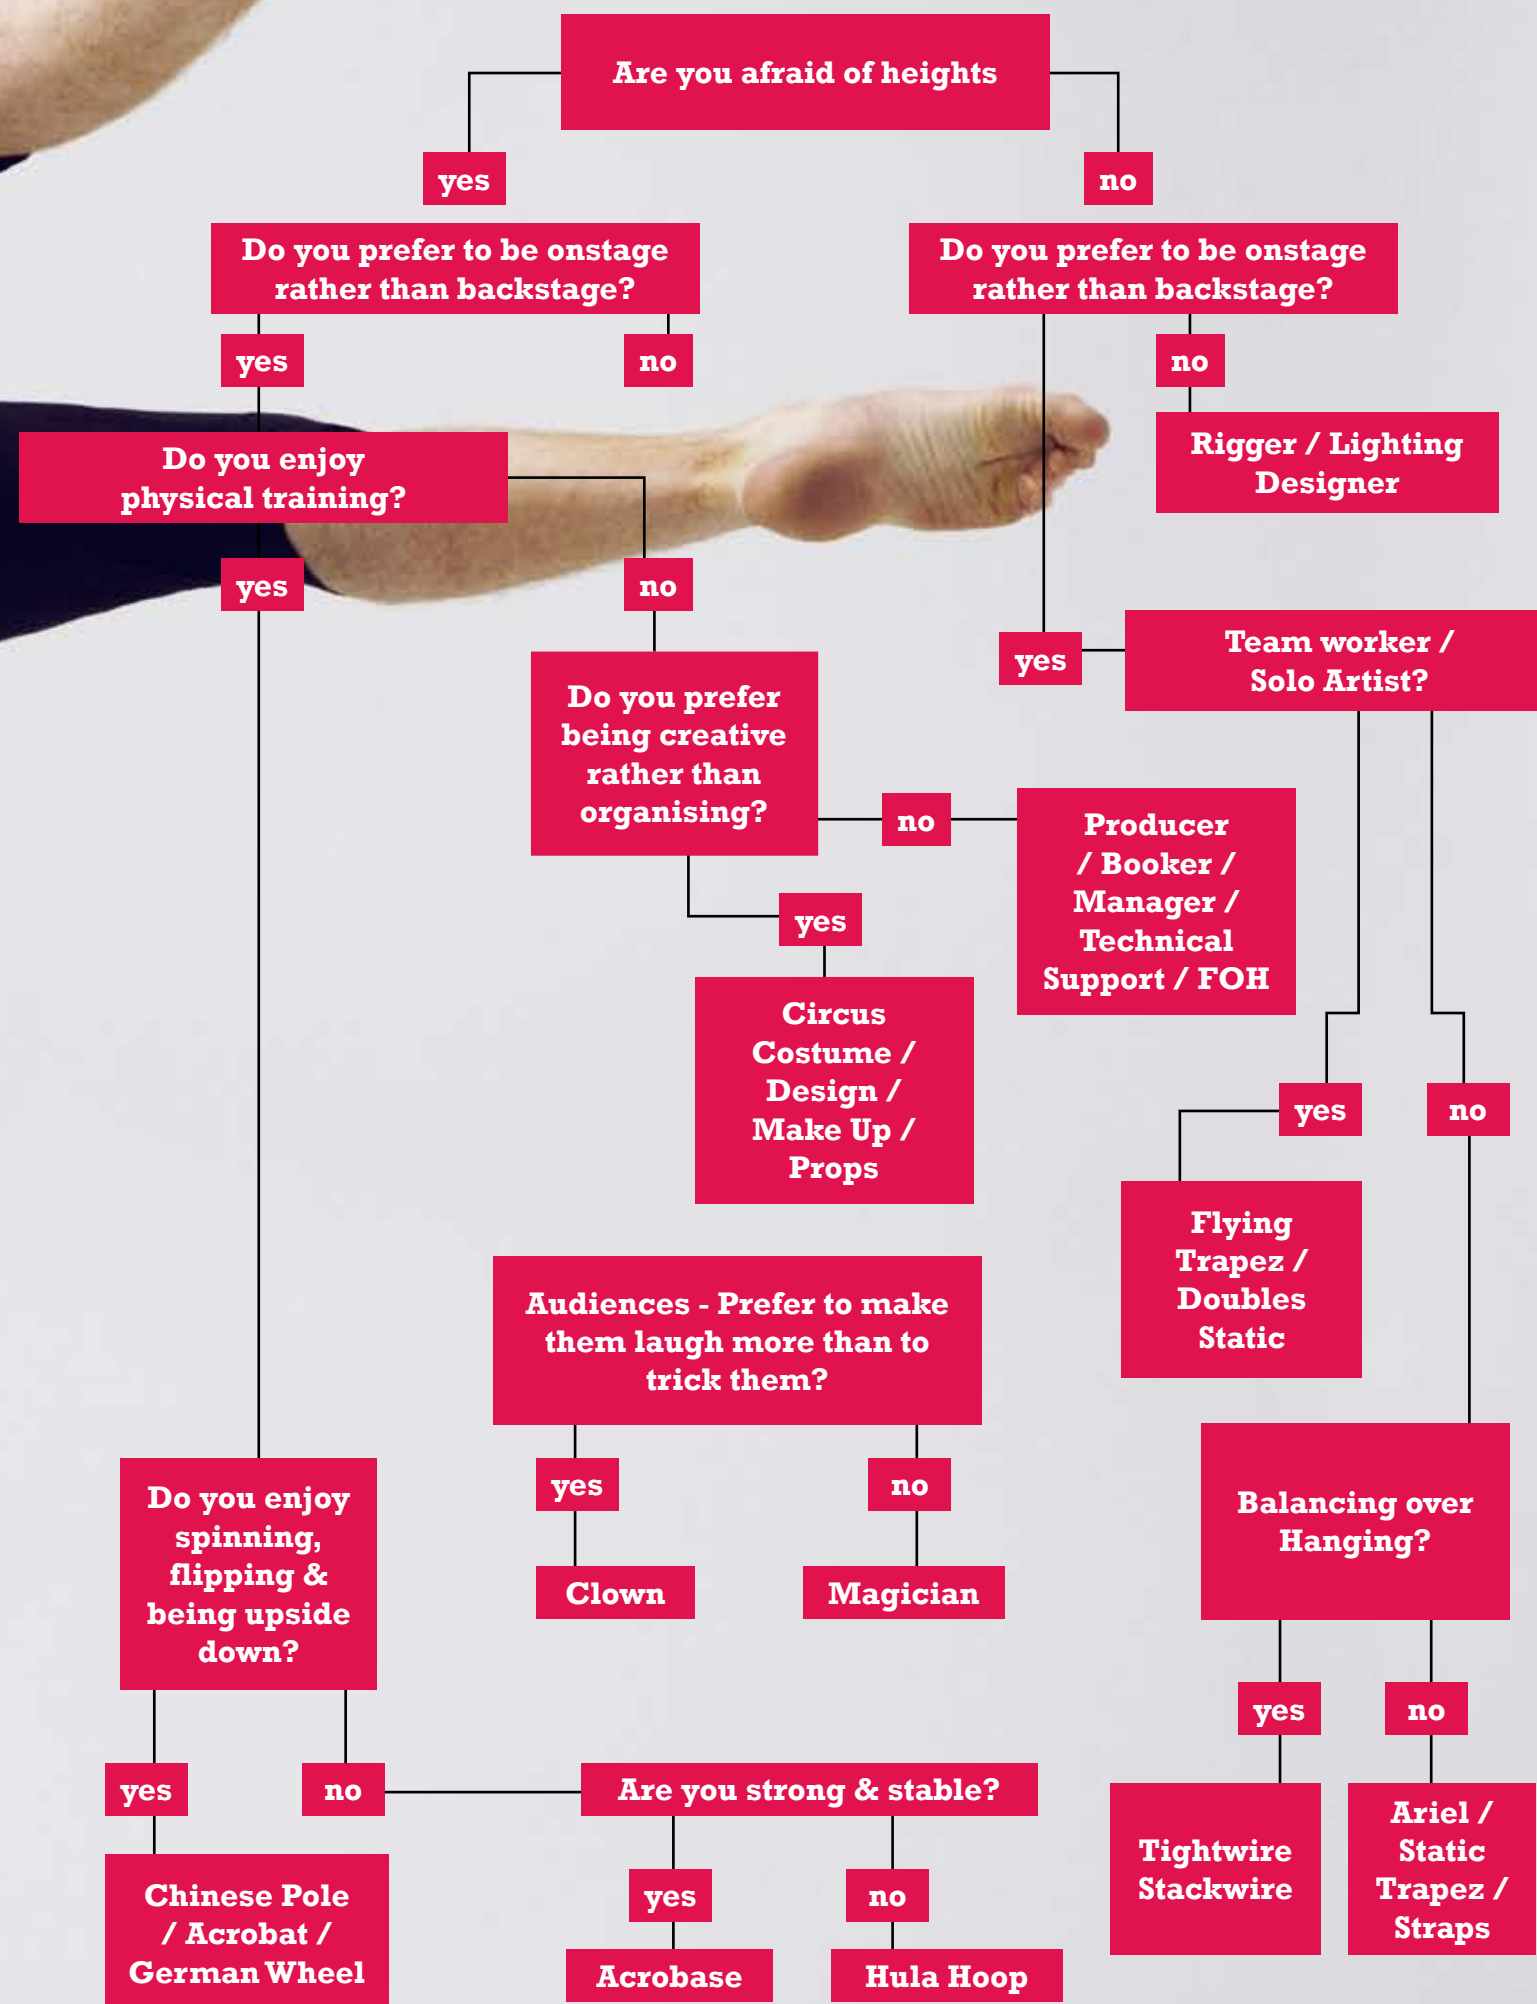 Are you afraid of heights
yes
no
Do you prefer to be onstage
rather than backstage?
Do you prefer to be onstage
rather than backstage?
yes
no
no
Do you enjoy
physical training?
Rigger / Lighting
Designer
yes
no
yes
Team worker /
Solo Artist?
Do you prefer
being creative
rather than
organising?
no
Producer
/ Booker /
Manager /
Technical
Support / FOH
yes
Circus
Costume /
Design /
Make Up /
Props
yes
no
Flying
Trapez /
Doubles
Static
Audiences - Prefer to make
them laugh more than to
trick them?
yes
no
Clown
Magician
Balancing over
Hanging?
Do you enjoy
spinning,
flipping &
being upside
down?
yes
no
yes
no
Are you strong & stable?
Tightwire
Stackwire
Ariel /
Static
Trapez /
Straps
Chinese Pole
/ Acrobat /
German Wheel
yes
no
Acrobase
Hula Hoop